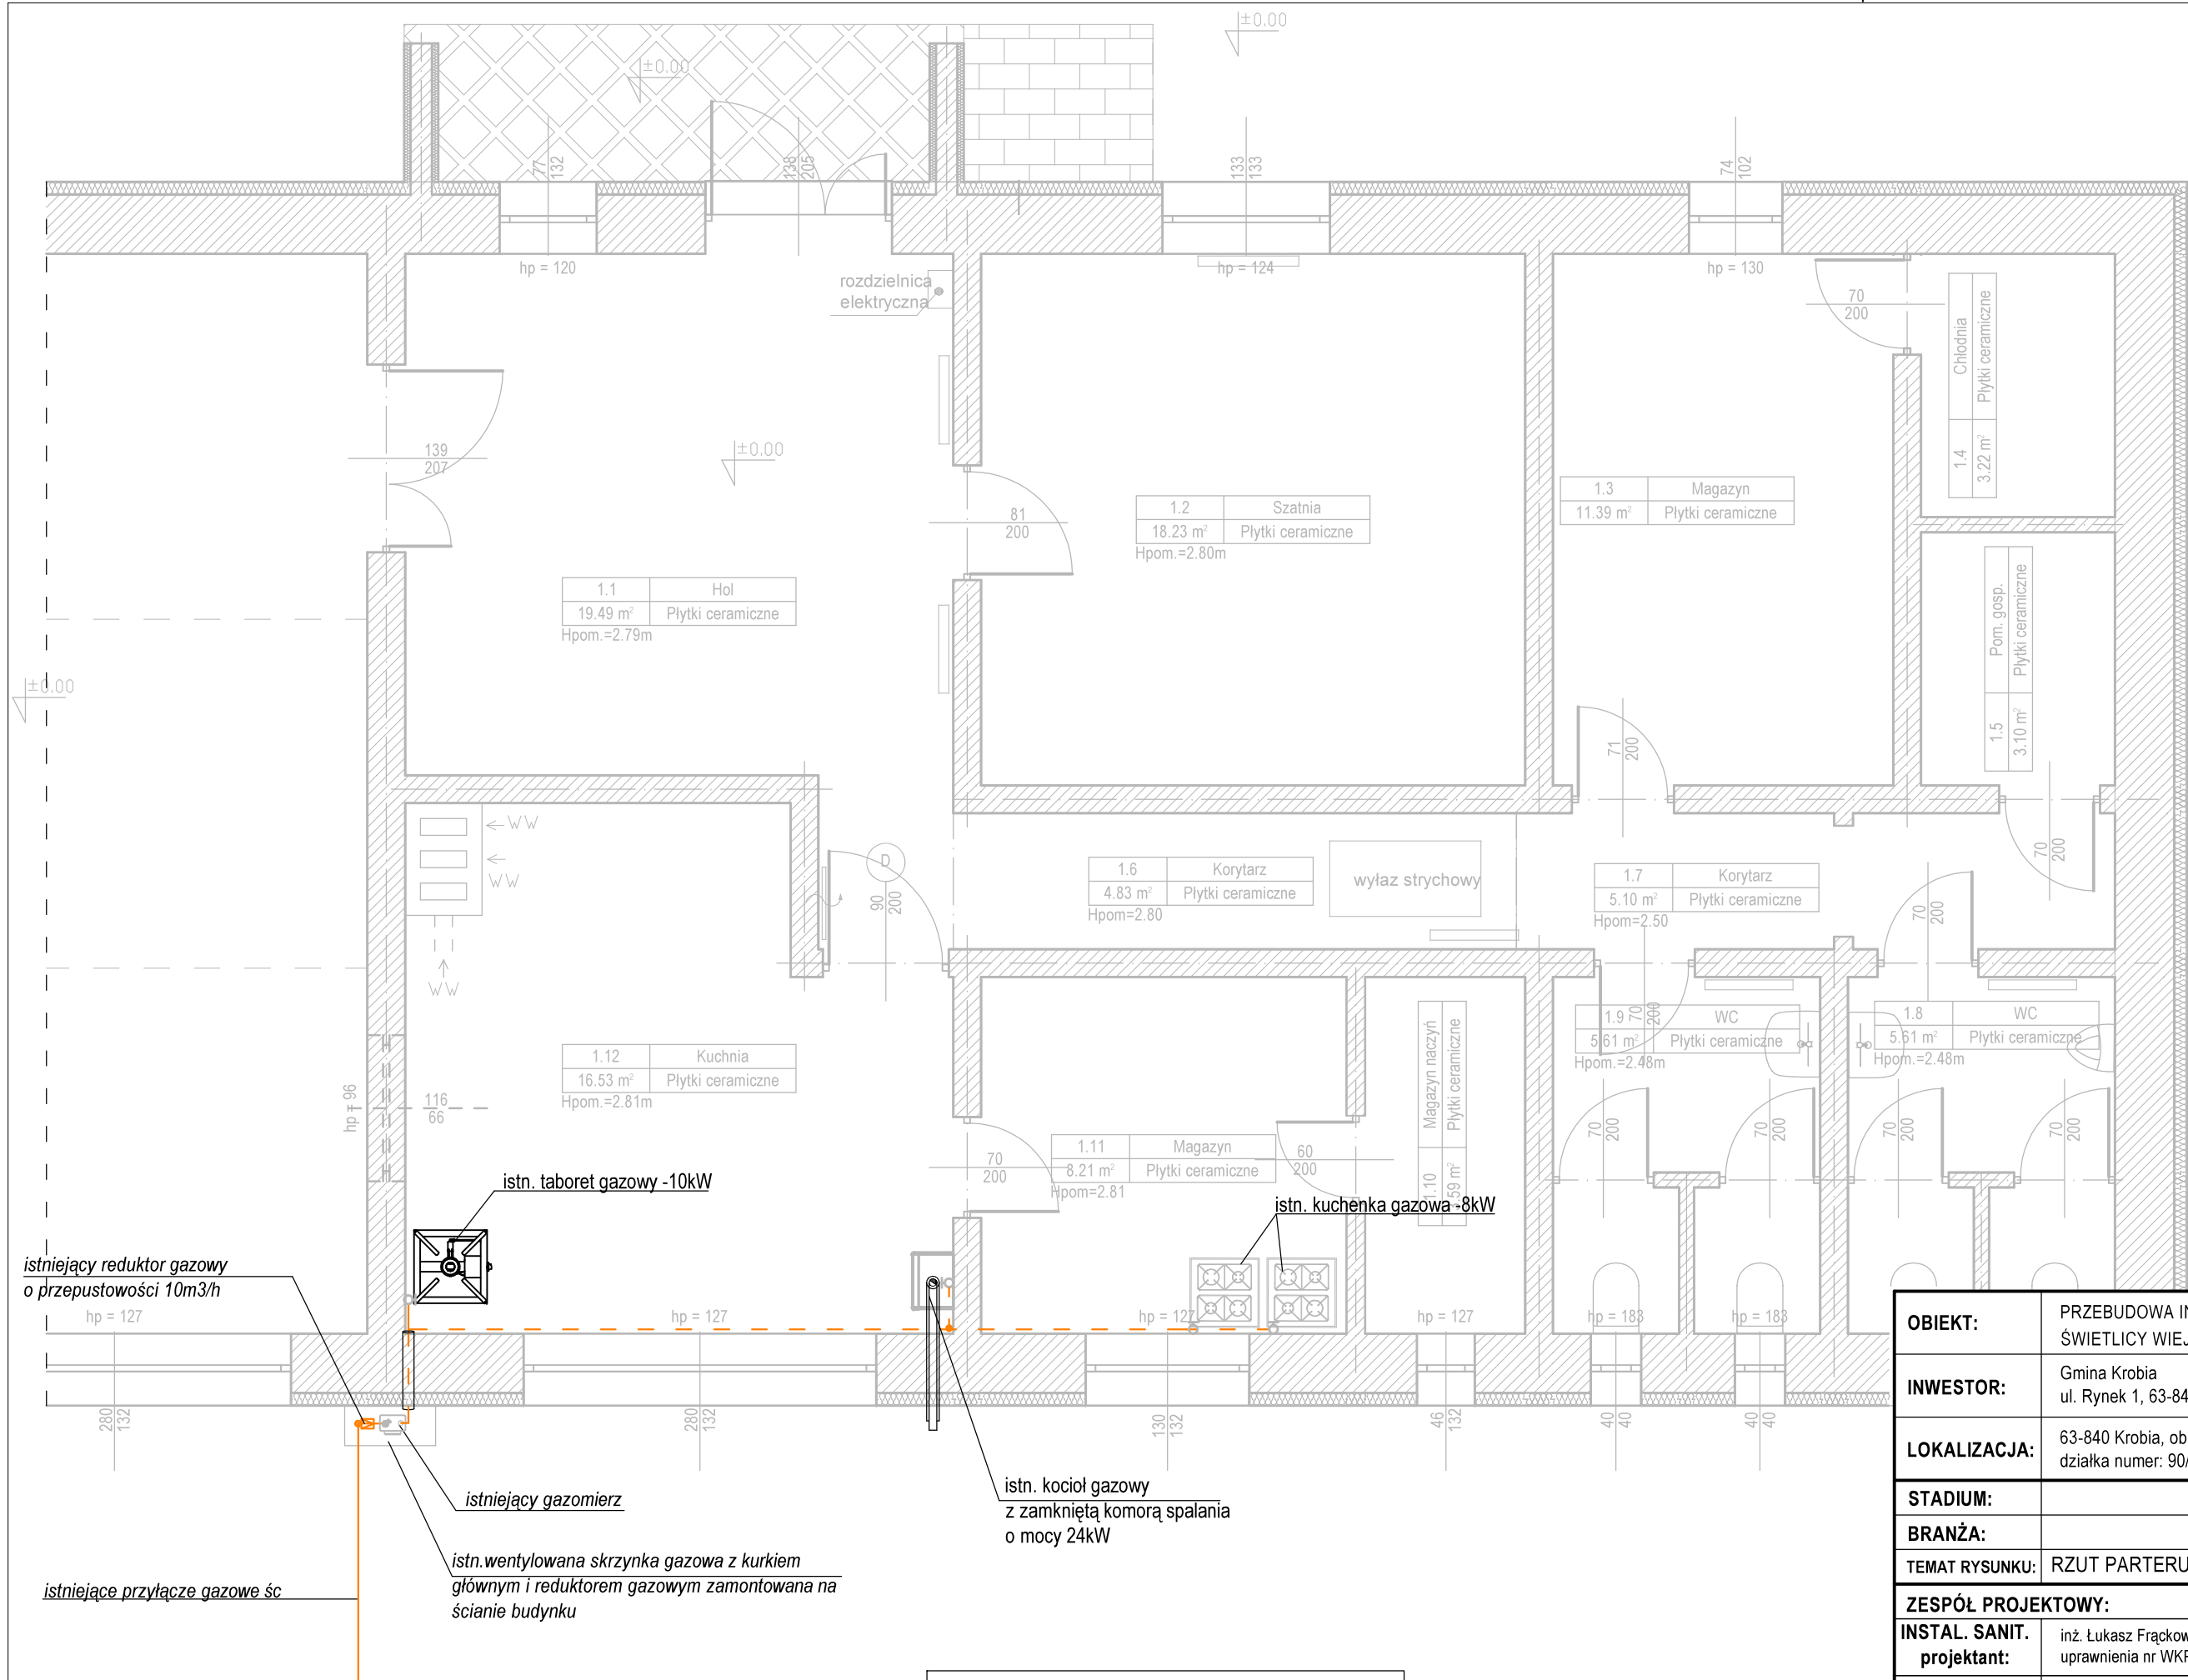 ±0.00
±0.00
77
132
138
205
133
133
74
102
hp = 120
hp = 124
hp = 130
rozdzielnica
elektryczna
70
200
1.4 Chłodnia
3.22 m² Płytki ceramiczne
139
207
±0.00
81
200
1.2 Szatnia
18.23 m² Płytki ceramiczne
Hpom.=2.80m
1.3 Magazyn
11.39 m² Płytki ceramiczne
1.1 Hol
19.49 m² Płytki ceramiczne
Hpom.=2.79m
1.5 Pom. gosp.
3.10 m² Płytki ceramiczne
±0.00
71
200
WW
WW
WW
D
90
200
1.6 Korytarz
4.83 m² Płytki ceramiczne
Hpom=2.80
wyłaz strychowy
1.7 Korytarz
5.10 m² Płytki ceramiczne
Hpom=2.50
70
200
70
200
1.12 Kuchnia
16.53 m² Płytki ceramiczne
Hpom.=2.81m
hp = 96
116
66
1.10 Magazyn naczyń
.59 m² Płytki ceramiczne
70
200
1.9 WC
5.61 m² Płytki ceramiczne
Hpom.=2.48m
1.8 WC
5.61 m² Płytki ceramiczne
Hpom.=2.48m
70
200
70
200
70
200
70
200
70
200
1.11 Magazyn
8.21 m² Płytki ceramiczne
Hpom=2.81
60
200
istn. taboret gazowy -10kW
istn. kuchenka gazowa -8kW
istniejący reduktor gazowy
o przepustowości 10m3/h
hp = 127
hp = 127
hp = 127
hp = 127
hp = 183
hp = 183
280
132
280
132
130
132
46
132
40
40
40
40
istniejący gazomierz
istn. kocioł gazowy
z zamkniętą komorą spalania
o mocy 24kW
istn.wentylowana skrzynka gazowa z kurkiem
głównym i reduktorem gazowym zamontowana na
ścianie budynku
istniejące przyłącze gazowe śc
OBIEKT: PRZEBUDOWA IN
ŚWIETLICY WIEJ
INWESTOR: Gmina Krobia
ul. Rynek 1, 63-84
LOKALIZACJA: 63-840 Krobia, ob
działka numer: 90/
STADIUM:
BRANŻA:
TEMAT RYSUNKU: RZUT PARTERU
ZESPÓŁ PROJEKTOWY:
INSTAL. SANIT.
projektant:
inż. Łukasz Frąckow
uprawnienia nr WKP